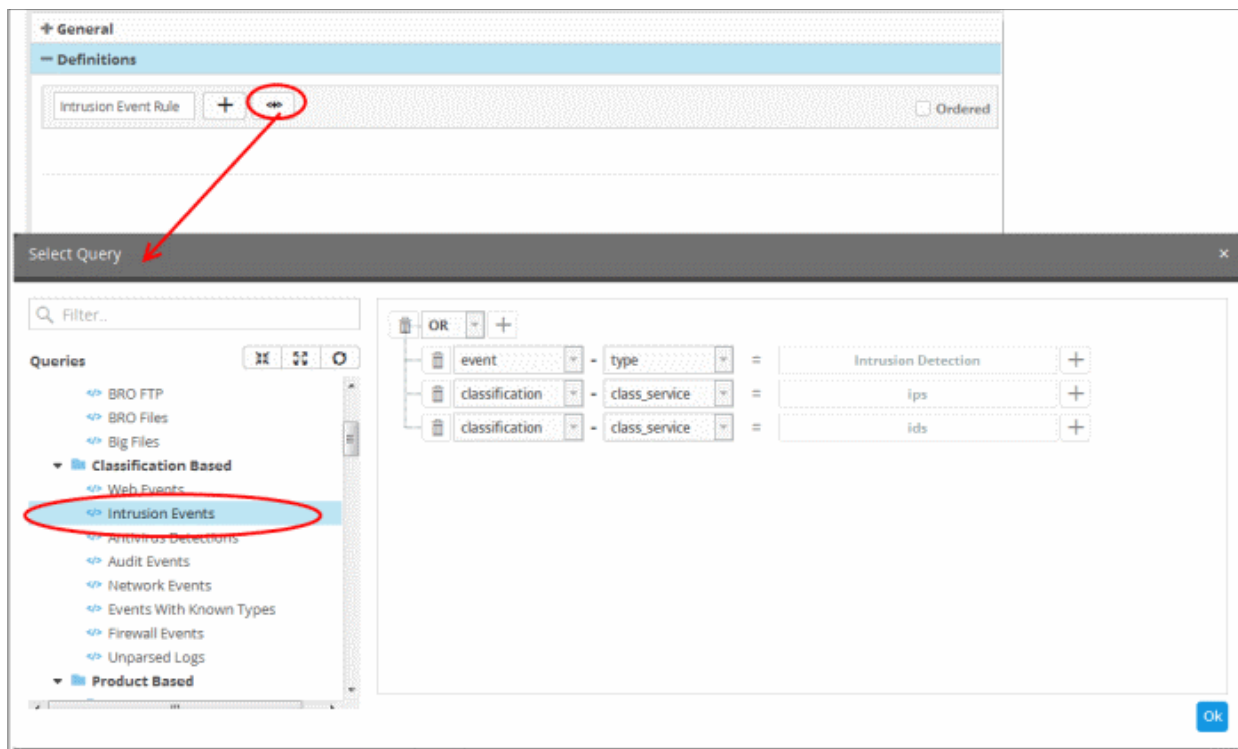 + General
− Definitions
Intrusion Event Rule + Ordered
Select Query ×
Filter..
Queries
BRO FTP
BRO Files
Big Files
Classification Based
Web Events
Intrusion Events
Antivirus Detections
Audit Events
Network Events
Events With Known Types
Firewall Events
Unparsed Logs
Product Based
OR +
event - type = Intrusion Detection +
classification - class_service = ips +
classification - class_service = ids +
Ok